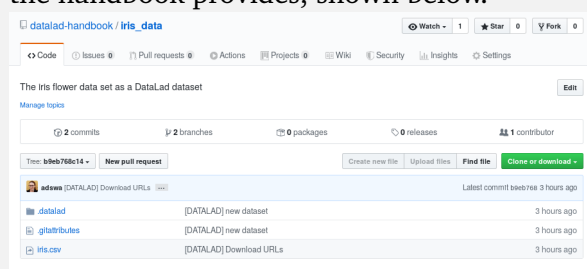 the handbook provides, shown below.
datalad-handbook / iris_data
Watch 1 Star 0 Fork 0
Code Issues 0 Pull requests 0 Actions Projects 0 Wiki Security Insights Settings
The iris flower data set as a DataLad dataset Edit
Manage topics
2 commits 2 branches 0 packages 0 releases 1 contributor
Tree: b9eb768c14 New pull request Create new file Upload files Find file Clone or download
adswa [DATALAD] Download URLs ... Latest commit b9eb768 3 hours ago
.datalad [DATALAD] new dataset 3 hours ago
.gitattributes [DATALAD] new dataset 3 hours ago
iris.csv [DATALAD] Download URLs 3 hours ago